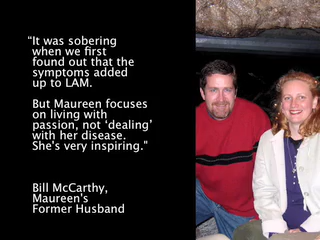 “It was sobering
when we first
found out that the
symptoms added
up to LAM.
But Maureen focuses
on living with
passion, not ‘dealing’
with her disease.
She's very inspiring."
Bill McCarthy,
Maureen's
Former Husband